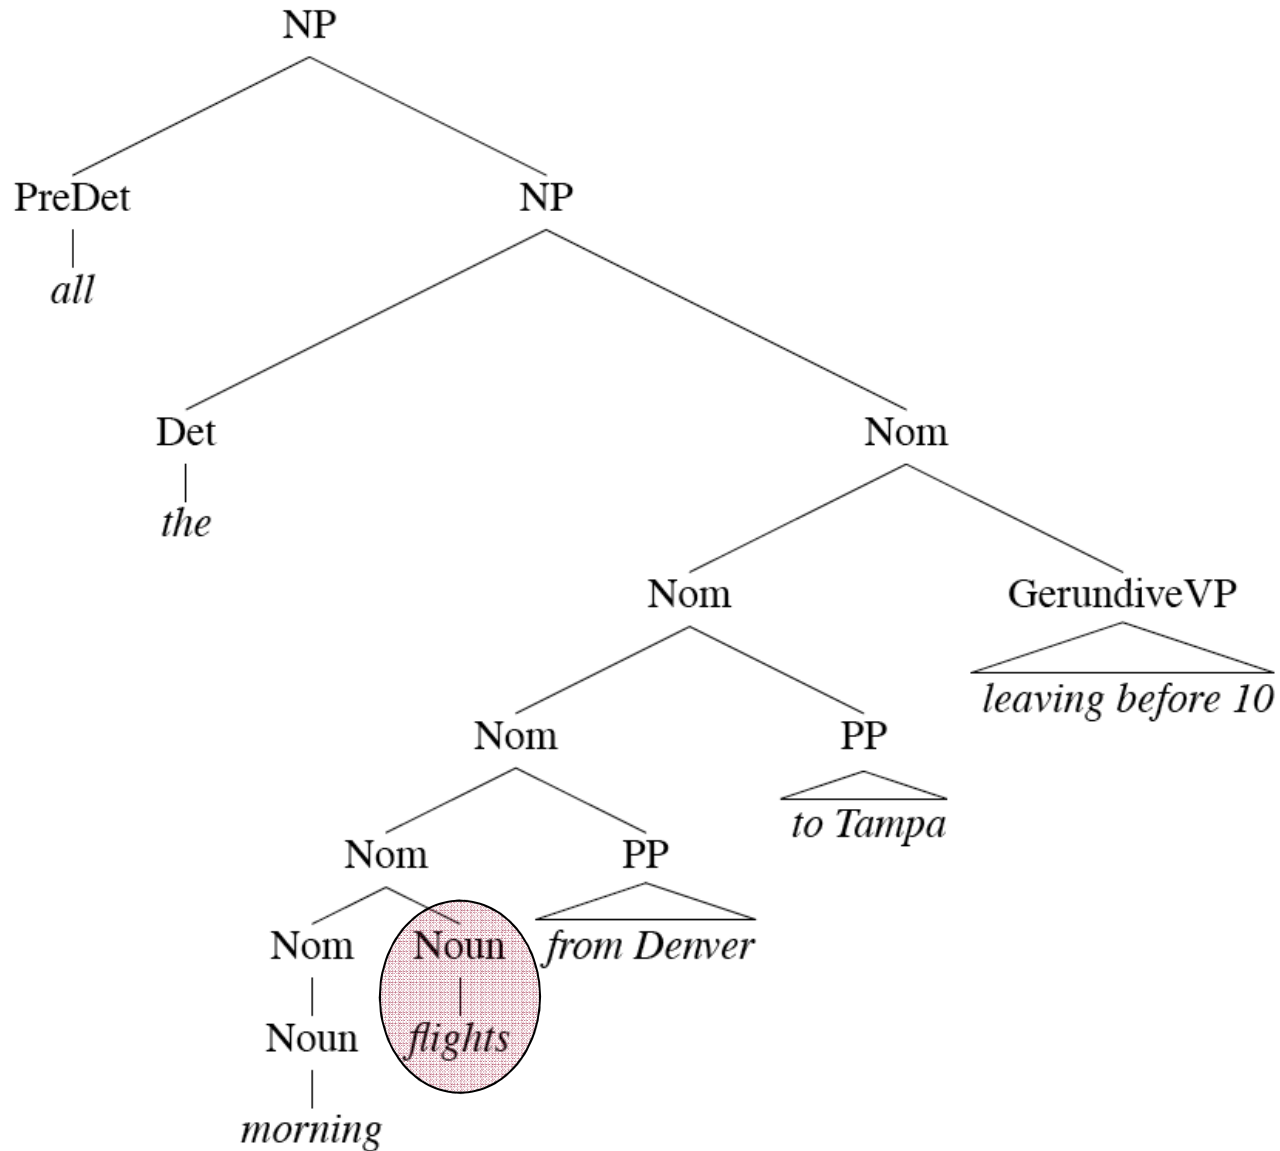 NP
PreDet NP
all
Det Nom
the
Nom GerundiveVP
leaving before 10
Nom PP
to Tampa
Nom PP
Nom Noun from Denver
Noun flights
morning